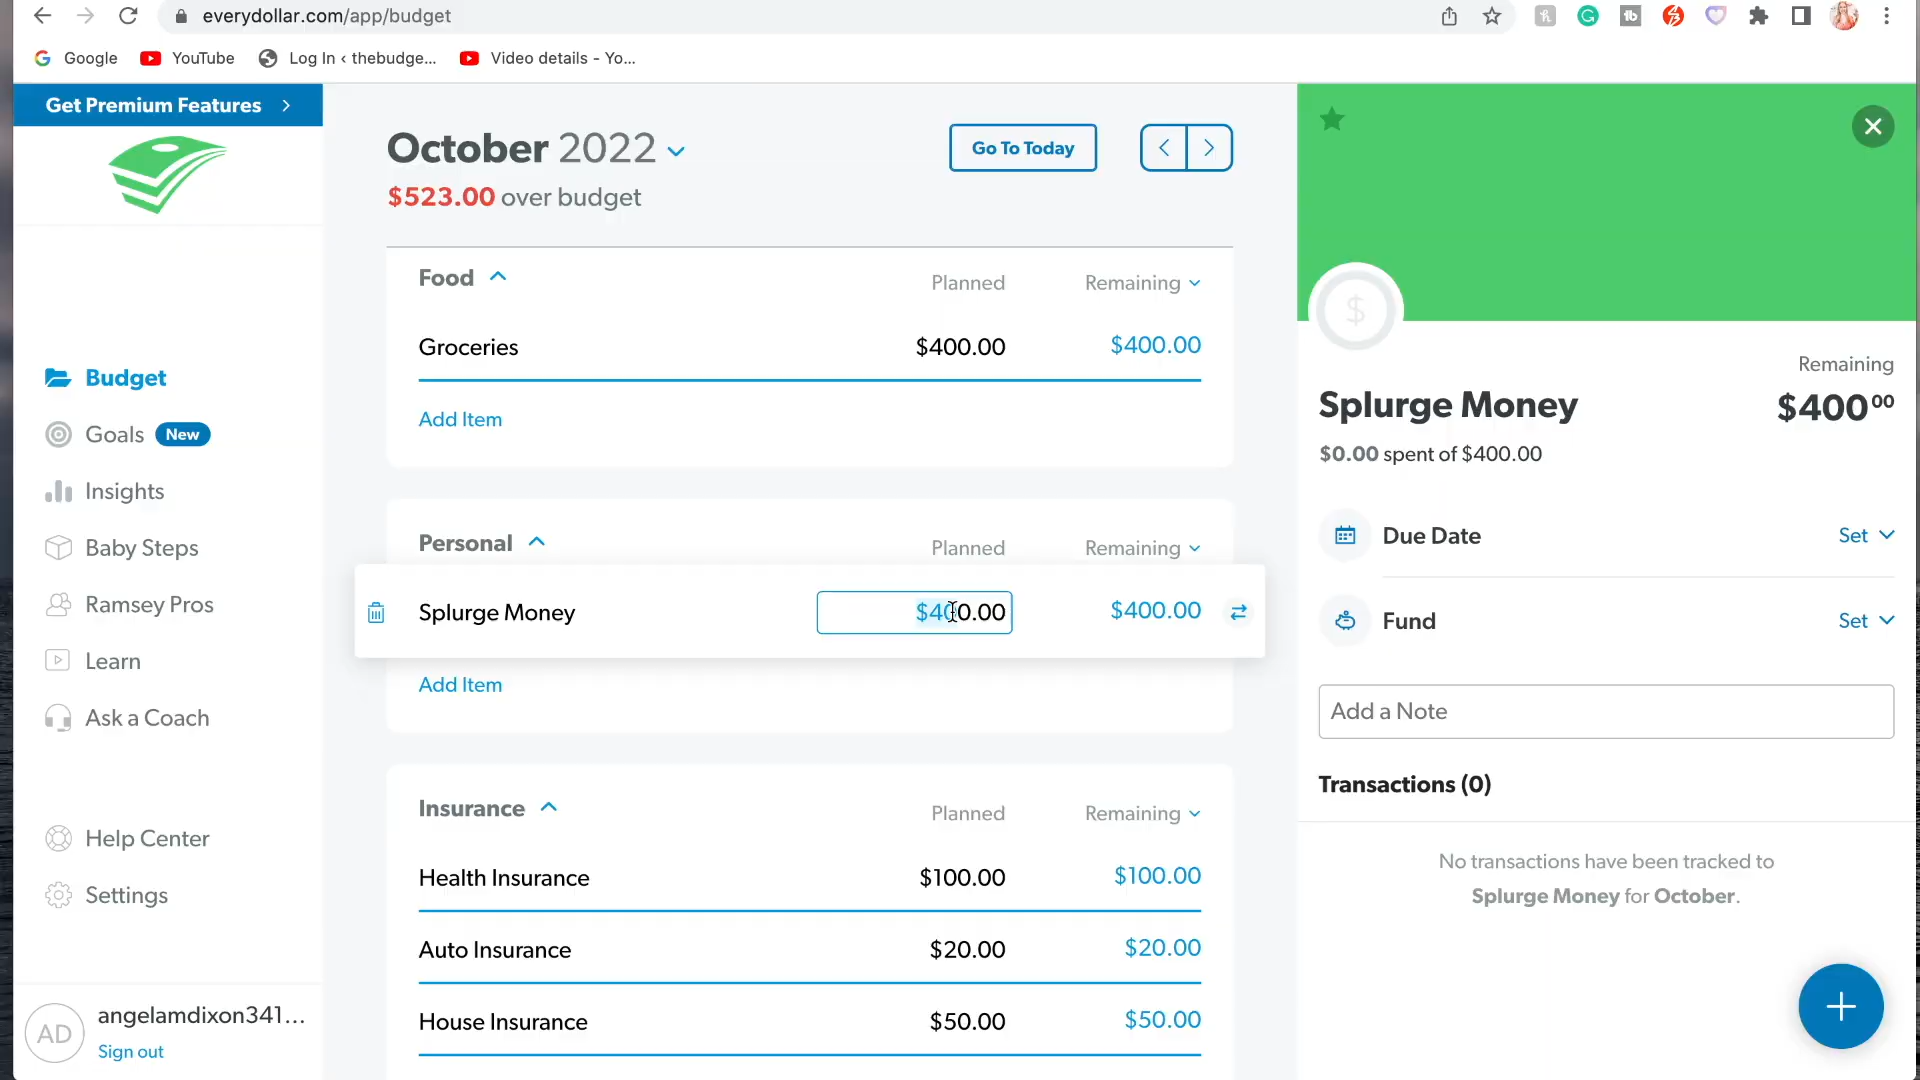 everydollar.com/app/budget
Google YouTube Log In ‹ thebudge... Video details - Yo...
Get Premium Features
October 2022
$523.00 over budget
Go To Today
Budget
Goals New
Insights
Baby Steps
Ramsey Pros
Learn
Ask a Coach
Help Center
Settings
AD
angelamdixon341...
Sign out
Food Planned Remaining
Groceries $400.00 $400.00
Add Item
Personal Planned Remaining
Splurge Money $400.00 $400.00
Add Item
Insurance Planned Remaining
Health Insurance $100.00 $100.00
Auto Insurance $20.00 $20.00
House Insurance $50.00 $50.00
$
Remaining
Splurge Money $400 00
$0.00 spent of $400.00
Due Date Set
Fund Set
Add a Note
Transactions (0)
No transactions have been tracked to
Splurge Money for October.